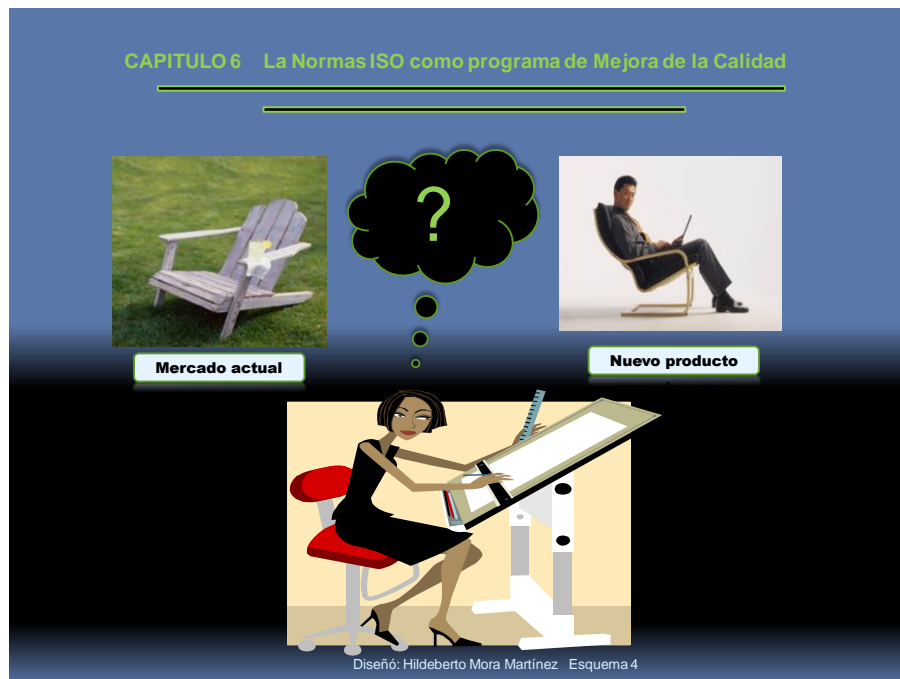 CAPITULO 6 La Normas ISO como programa de Mejora de la Calidad
?
Mercado actual
Nuevo producto
Diseñó: Hildeberto Mora Martínez Esquema 4